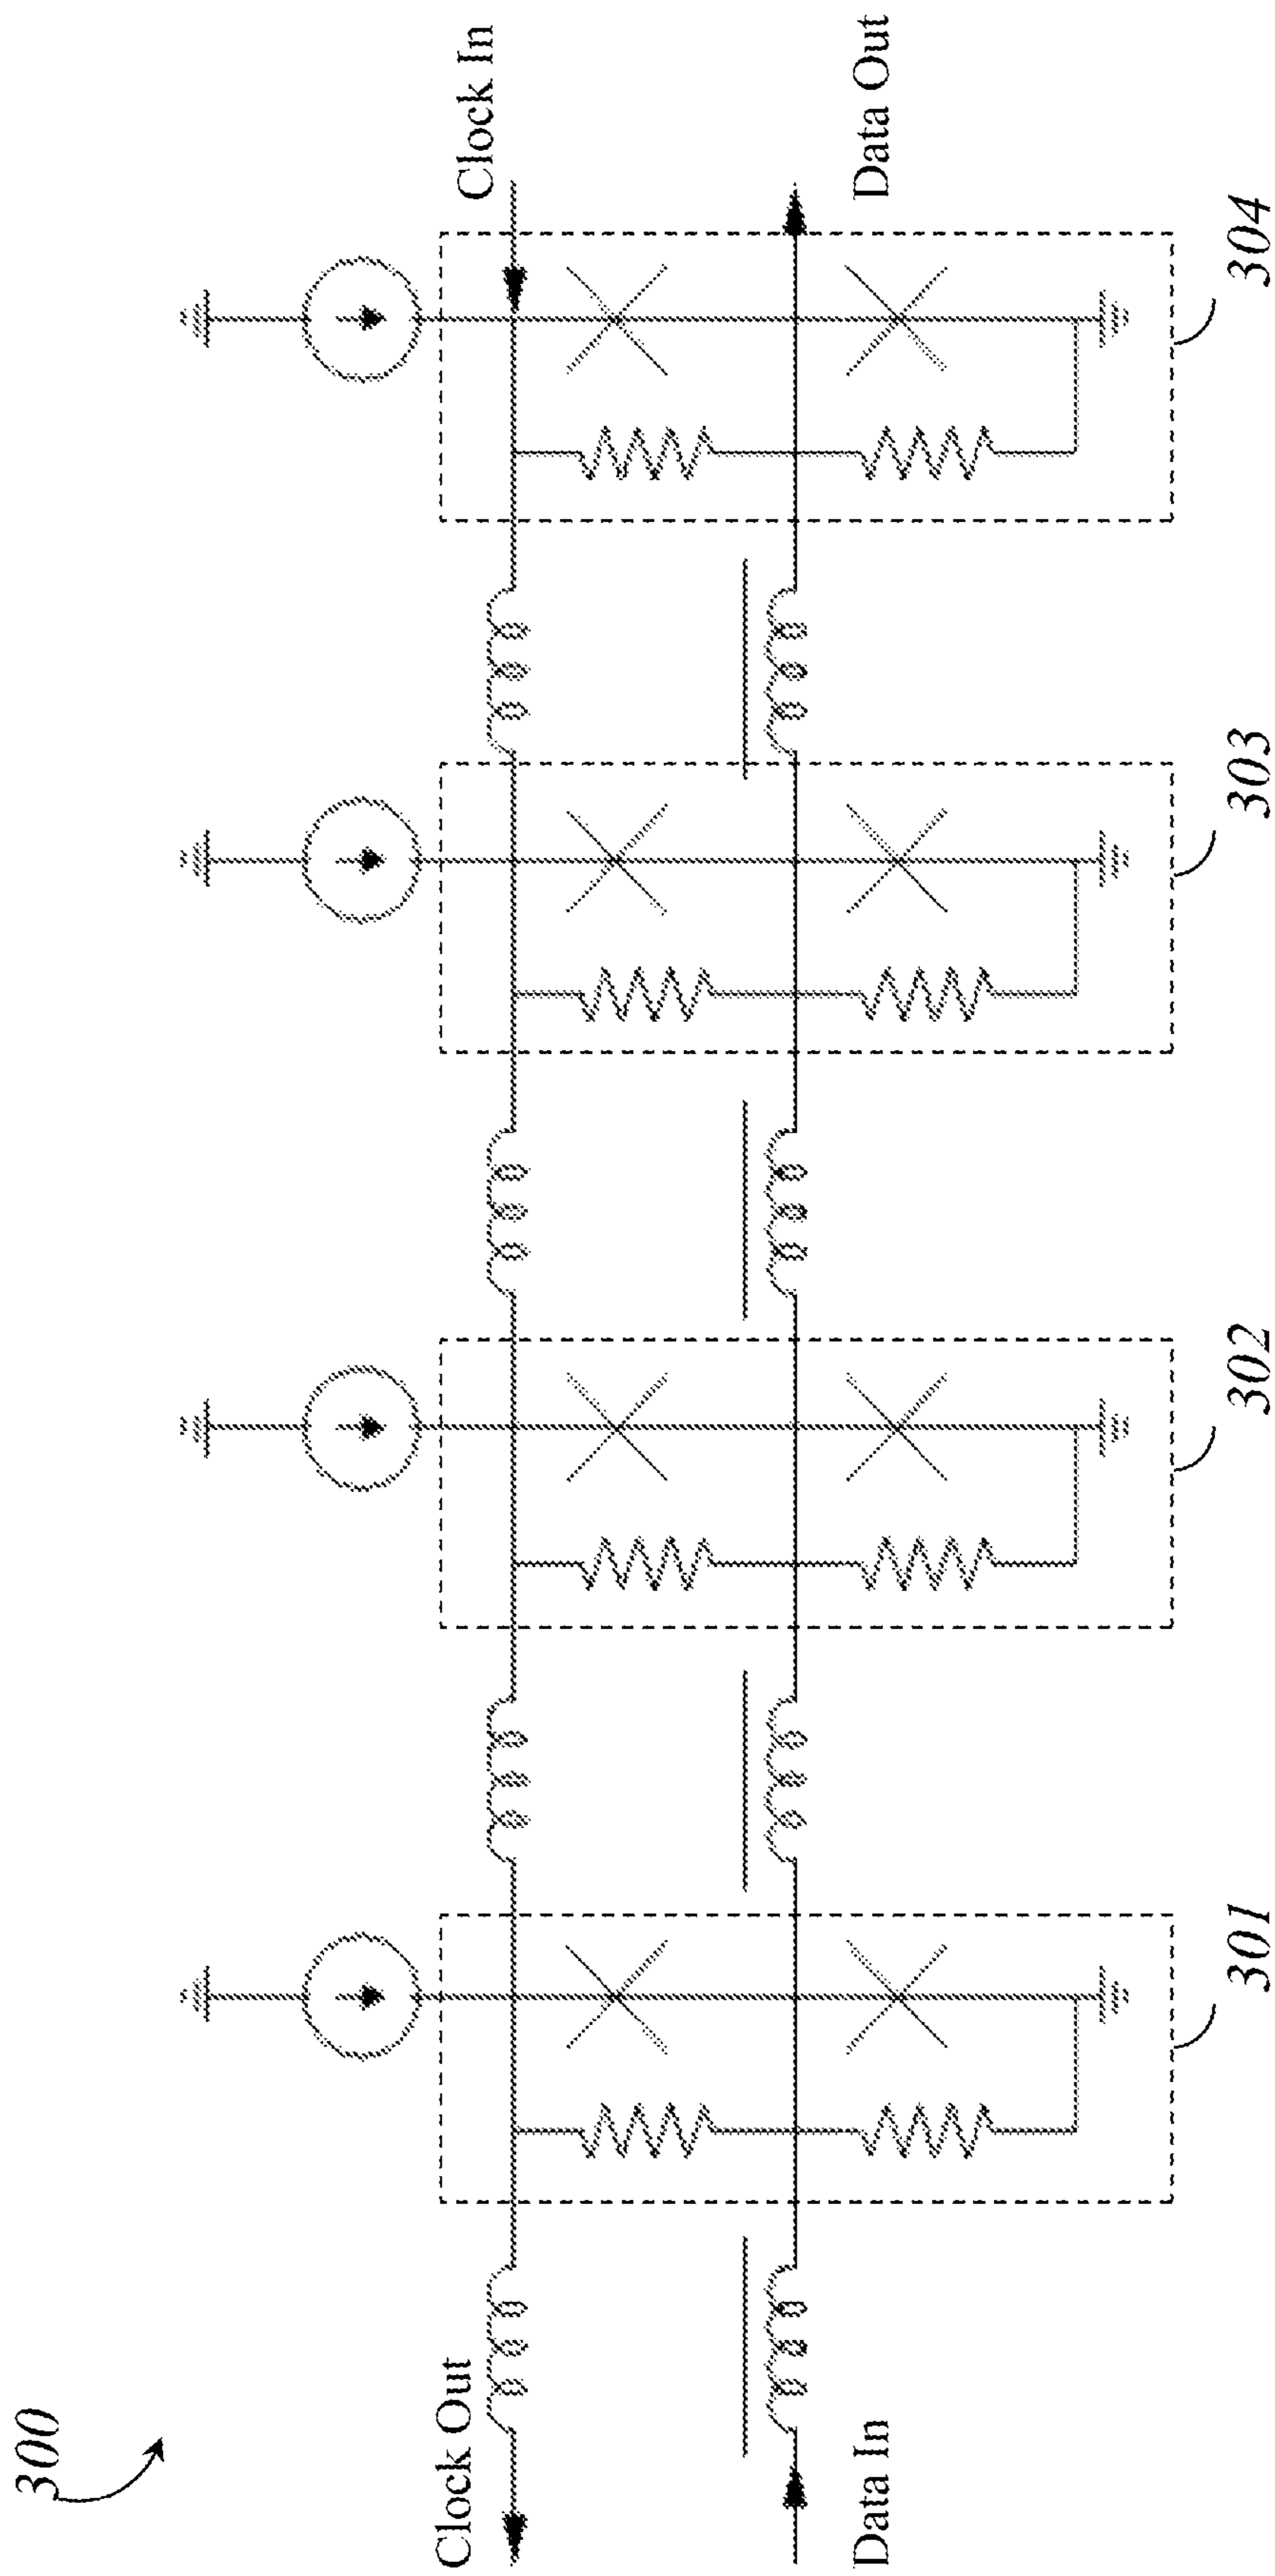 300
Clock Out
Clock In
Data In
Data Out
301
302
303
304